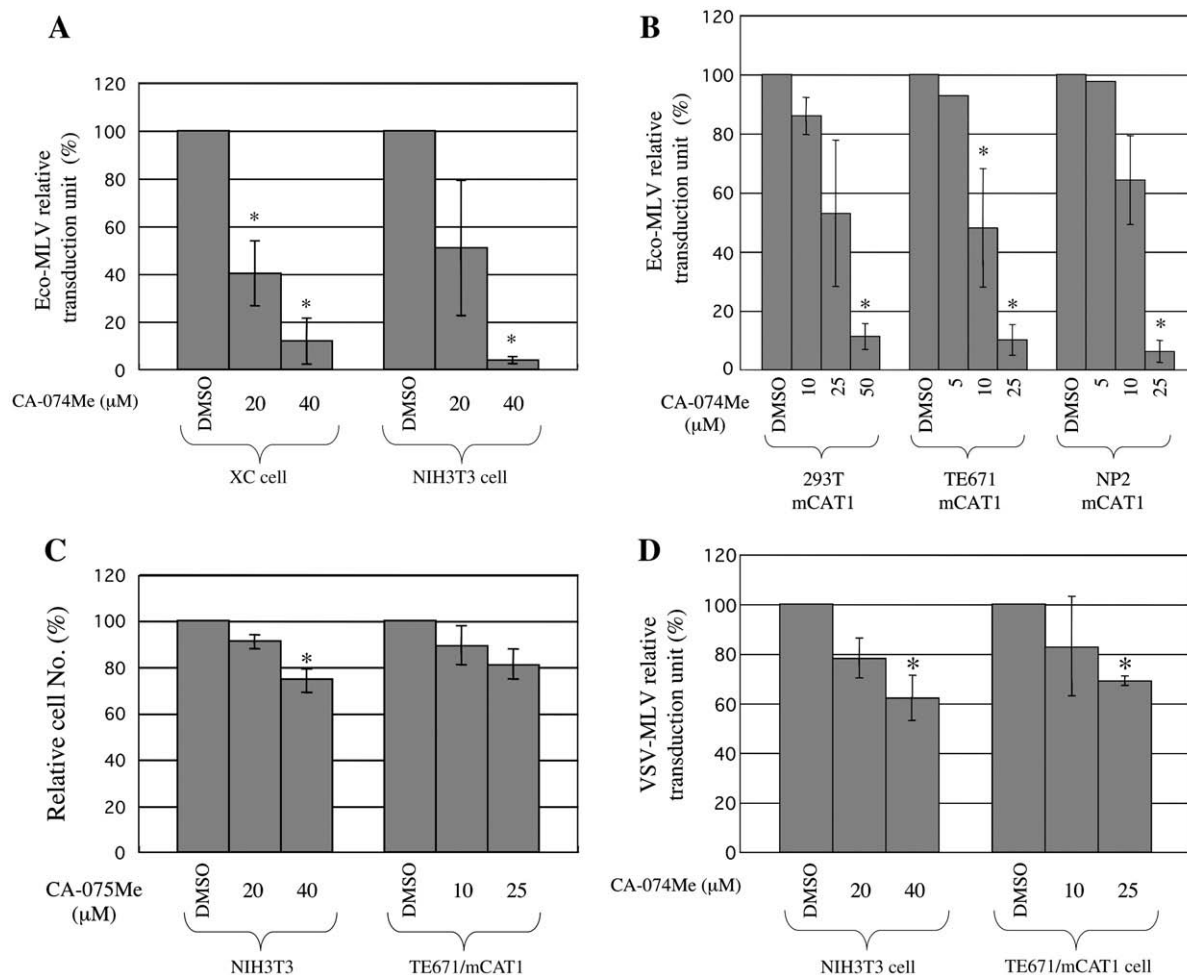 A
Eco-MLV relative
transduction unit (%)
120
100
80
60
40
20
0
*
*
*
CA-074Me (μM)
DMSO
20
40
DMSO
20
40
XC cell
NIH3T3 cell
B
Eco-MLV relative
transduction unit (%)
120
100
80
60
40
20
0
*
*
*
*
CA-074Me
(μM)
DMSO
10
25
50
DMSO
5
10
25
DMSO
5
10
25
293T
mCAT1
TE671
mCAT1
NP2
mCAT1
C
Relative cell No. (%)
120
100
80
60
40
20
0
*
CA-075Me
(μM)
DMSO
20
40
DMSO
10
25
NIH3T3
TE671/mCAT1
D
VSV-MLV relative
transduction unit (%)
120
100
80
60
40
20
0
*
*
CA-074Me (μM)
DMSO
20
40
DMSO
10
25
NIH3T3 cell
TE671/mCAT1 cell